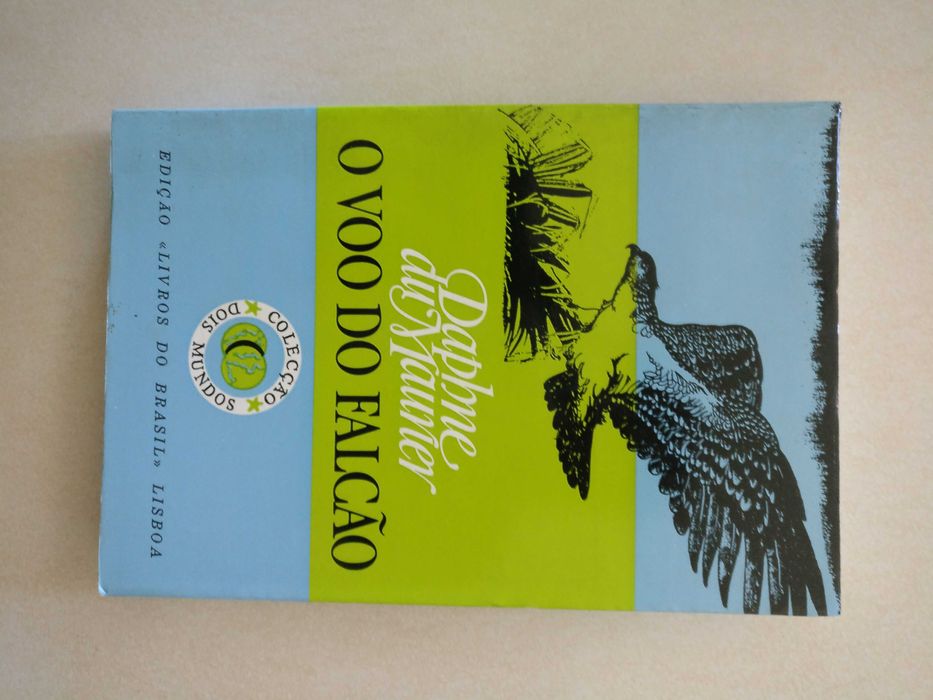 Daphne
du Maurier
O VOO DO FALCÃO
COLECÇÃO
DOIS MUNDOS
EDIÇÃO «LIVROS DO BRASIL» LISBOA